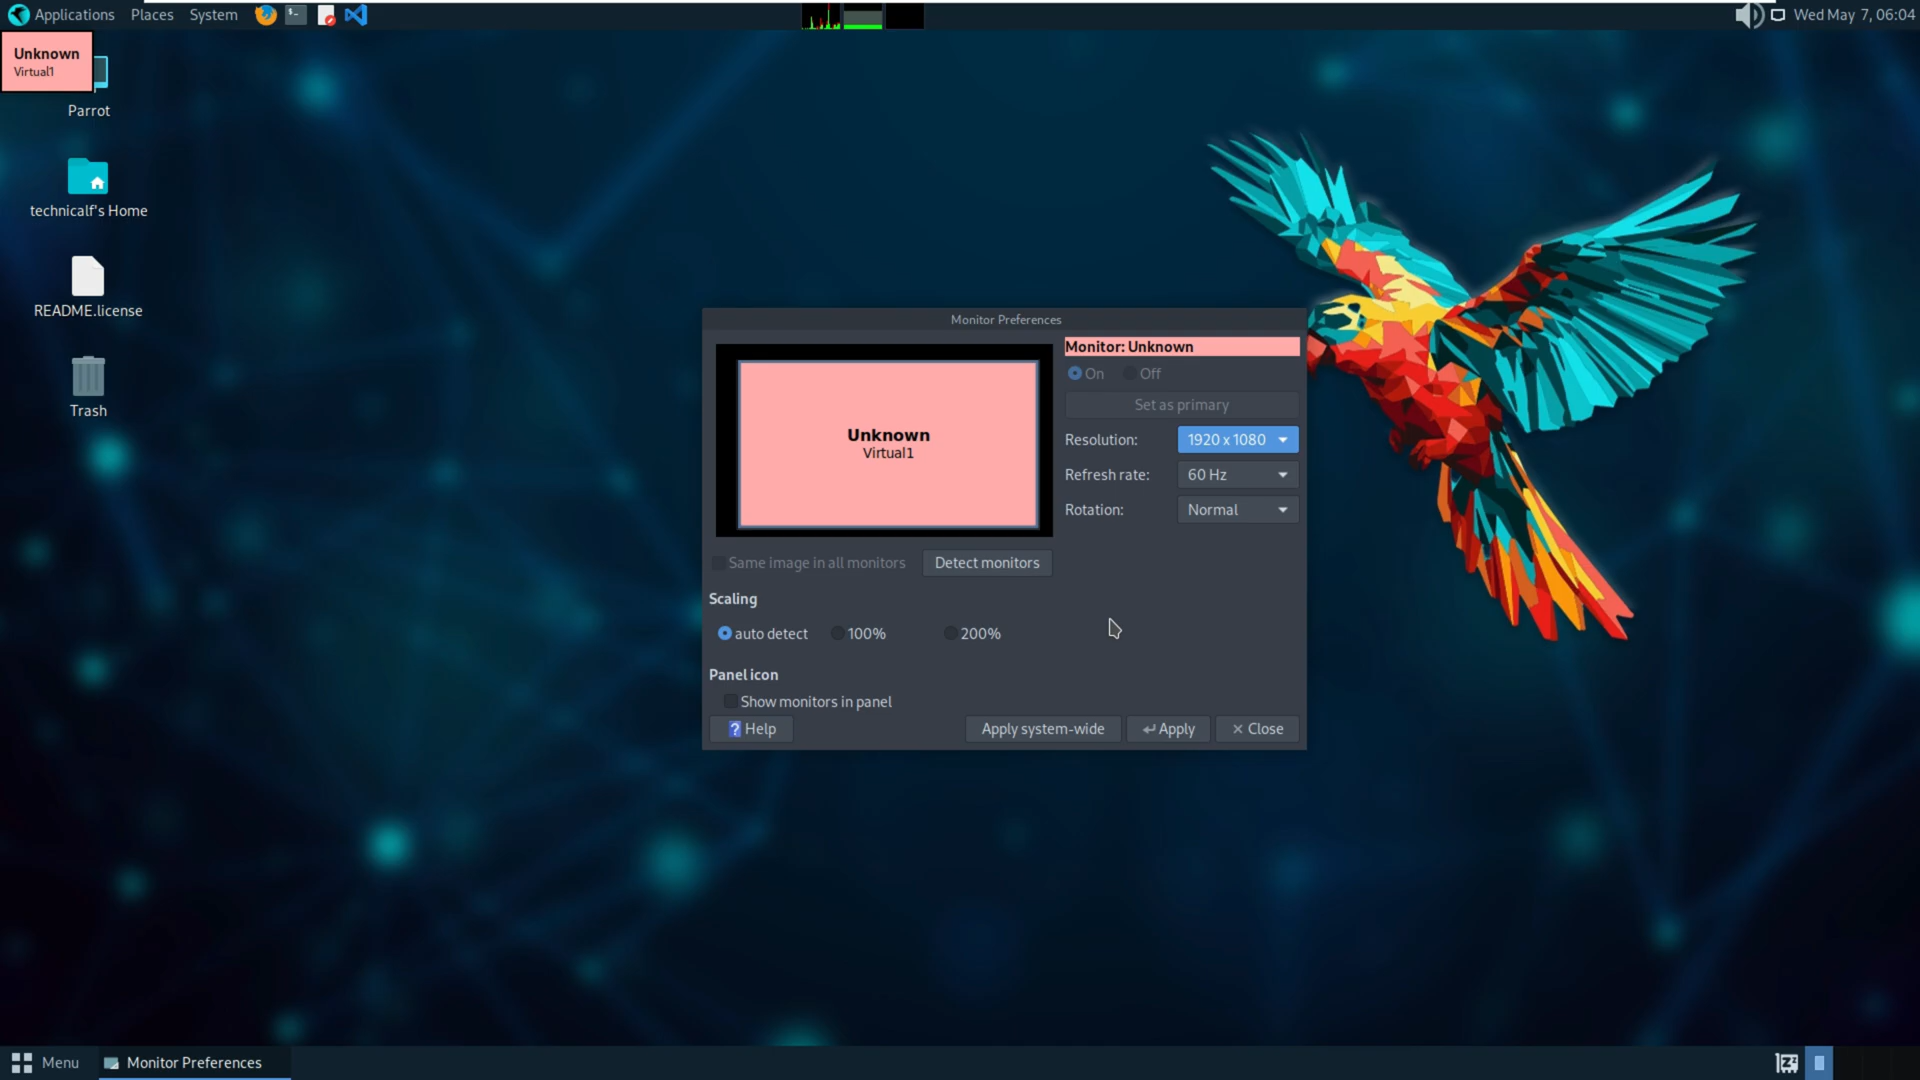 Applications Places System
Wed May 7, 06:04
Unknown
Virtual1
Parrot
technicalf's Home
README.license
Trash
Monitor Preferences
Monitor: Unknown
On Off
Set as primary
Resolution: 1920 x 1080
Refresh rate: 60 Hz
Rotation: Normal
Unknown
Virtual1
Same image in all monitors Detect monitors
Scaling
auto detect 100% 200%
Panel icon
Show monitors in panel
? Help Apply system-wide Apply Close
Menu Monitor Preferences